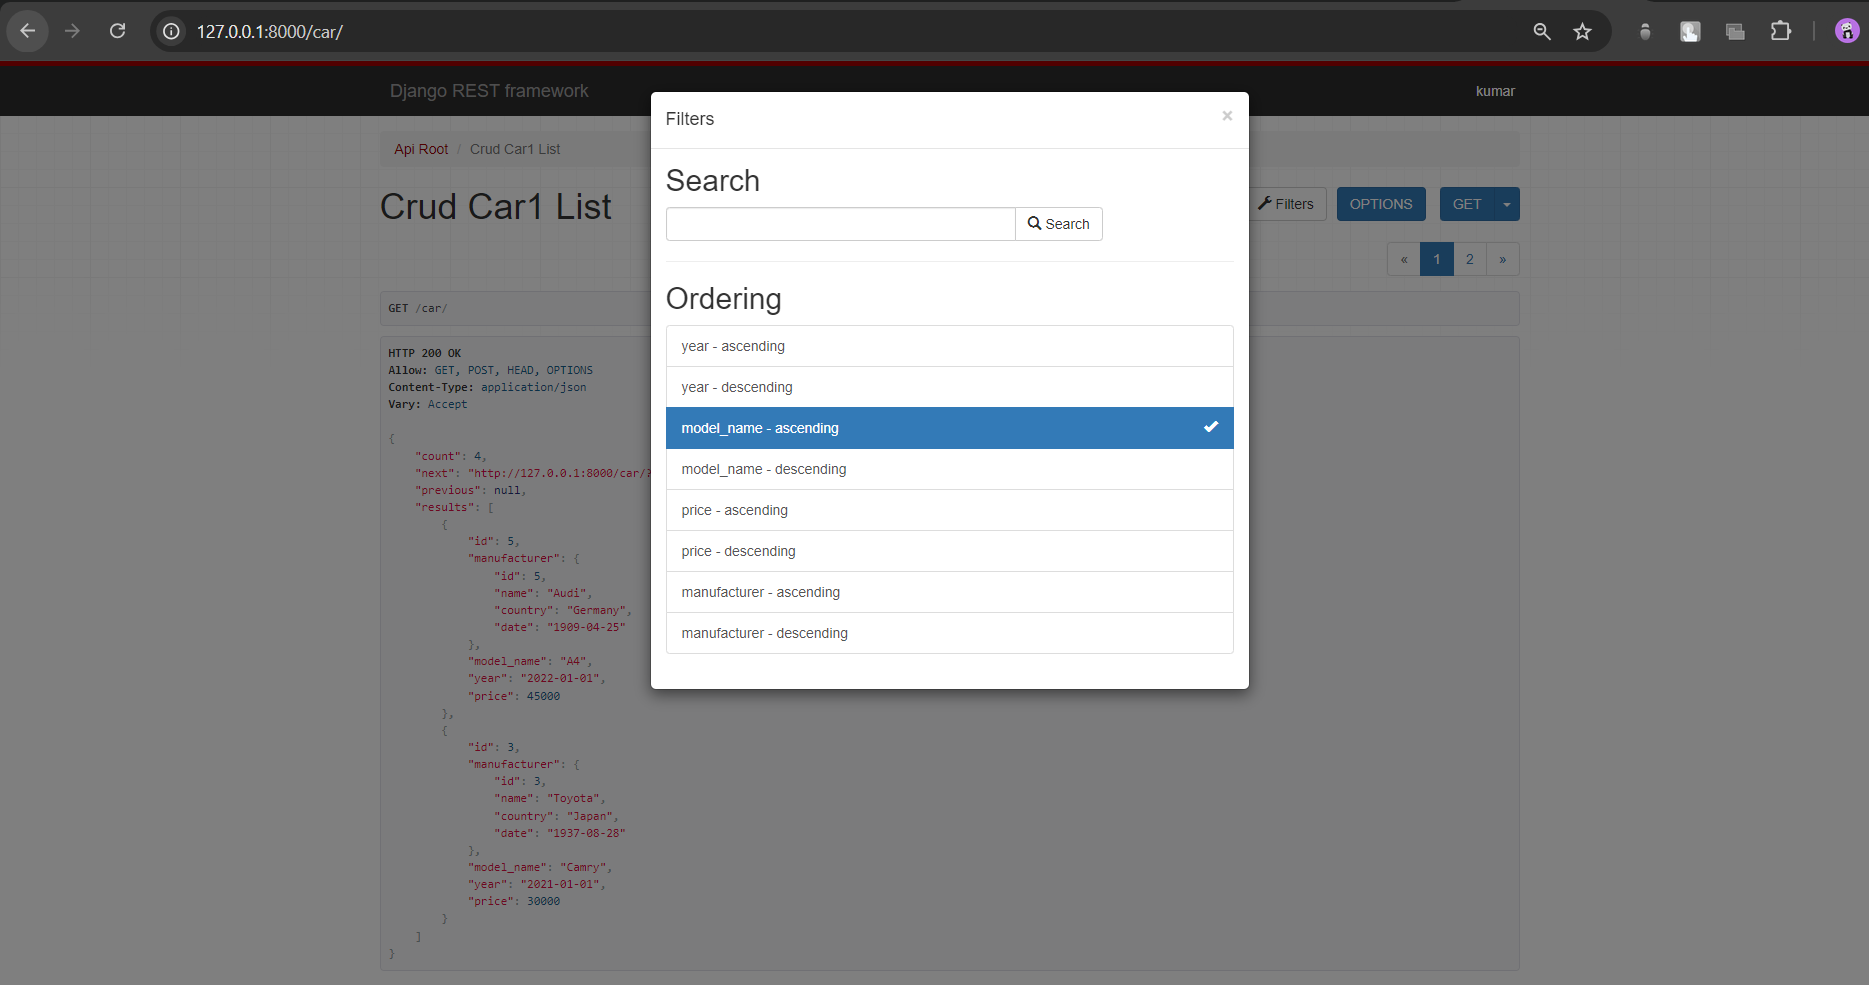 127.0.0.1:8000/car/
Django REST framework
kumar
Api Root / Crud Car1 List
Crud Car1 List
Filters
OPTIONS
GET
« 1 2 »
GET /car/
HTTP 200 OK
Allow: GET, POST, HEAD, OPTIONS
Content-Type: application/json
Vary: Accept
{
"count": 4,
"next": "http://127.0.0.1:8000/car/?
"previous": null,
"results": [
{
"id": 5,
"manufacturer": {
"id": 5,
"name": "Audi",
"country": "Germany",
"date": "1909-04-25"
},
"model_name": "A4",
"year": "2022-01-01",
"price": 45000
},
{
"id": 3,
"manufacturer": {
"id": 3,
"name": "Toyota",
"country": "Japan",
"date": "1937-08-28"
},
"model_name": "Camry",
"year": "2021-01-01",
"price": 30000
}
]
}
Filters ×
Search
Search
Ordering
year - ascending
year - descending
model_name - ascending
model_name - descending
price - ascending
price - descending
manufacturer - ascending
manufacturer - descending